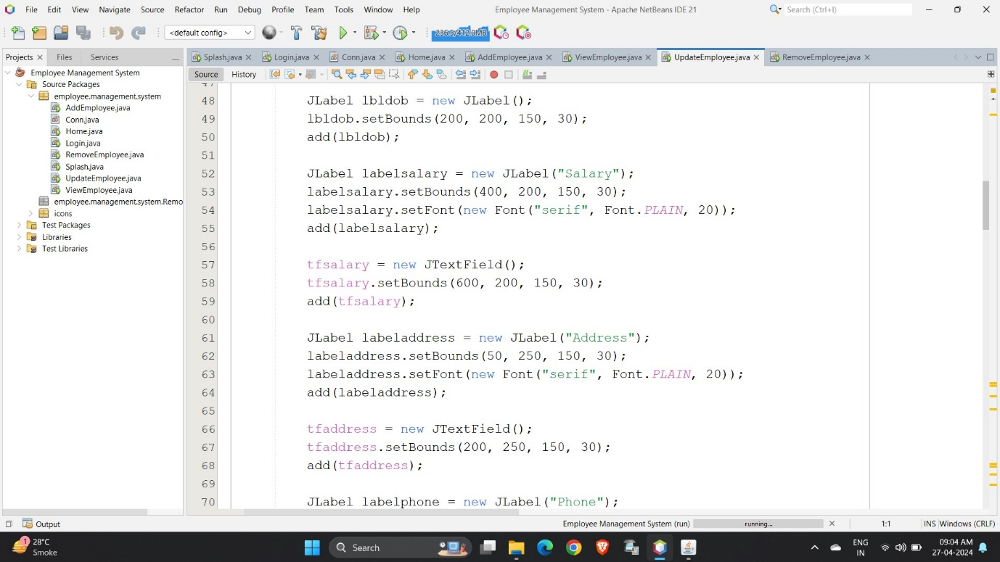 File Edit View Navigate Source Refactor Run Debug Profile Team Tools Window Help Employee Management System - Apache NetBeans IDE 21 Search (Ctrl+I)
<default config> 236.5/412.0MB
Projects Files Services Splash.java Login.java Conn.java Home.java AddEmployee.java ViewEmployee.java UpdateEmployee.java RemoveEmployee.java
Employee Management System
Source Packages
employee.management.system
AddEmployee.java
Conn.java
Home.java
Login.java
RemoveEmployee.java
Splash.java
UpdateEmployee.java
ViewEmployee.java
employee.management.system.Remo
icons
Test Packages
Libraries
Test Libraries
Source History
47
48 JLabel lbldob = new JLabel();
49 lbldob.setBounds(200, 200, 150, 30);
50 add(lbldob);
51
52 JLabel labelsalary = new JLabel("Salary");
53 labelsalary.setBounds(400, 200, 150, 30);
54 labelsalary.setFont(new Font("serif", Font.PLAIN, 20));
55 add(labelsalary);
56
57 tfsalary = new JTextField();
58 tfsalary.setBounds(600, 200, 150, 30);
59 add(tfsalary);
60
61 JLabel labeladdress = new JLabel("Address");
62 labeladdress.setBounds(50, 250, 150, 30);
63 labeladdress.setFont(new Font("serif", Font.PLAIN, 20));
64 add(labeladdress);
65
66 tfaddress = new JTextField();
67 tfaddress.setBounds(200, 250, 150, 30);
68 add(tfaddress);
69
70 JLabel labelphone = new JLabel("Phone");
Output Employee Management System (run) running... 1:1 INS Windows (CRLF)
1 28°C Search ENG 09:04 AM
Smoke IN 27-04-2024